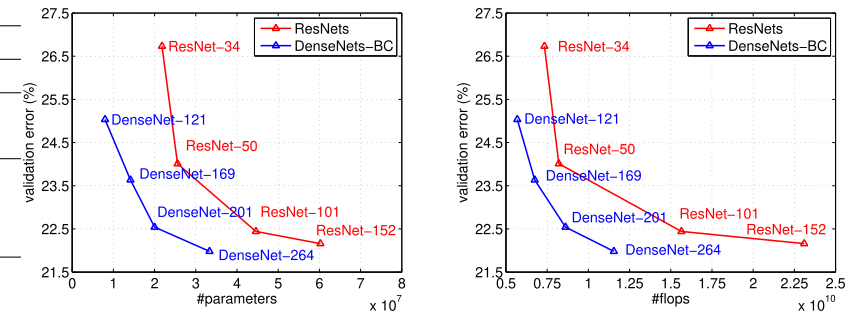 27.5
26.5
25.5
24.5
23.5
22.5
21.5
validation error (%)
ResNets
DenseNets−BC
ResNet−34
DenseNet−121
ResNet−50
DenseNet−169
DenseNet−201
ResNet−101
ResNet−152
DenseNet−264
0 1 2 3 4 5 6 7 8
#parameters
x 10^7
27.5
26.5
25.5
24.5
23.5
22.5
21.5
validation error (%)
ResNets
DenseNets−BC
ResNet−34
DenseNet−121
ResNet−50
DenseNet−169
DenseNet−201
ResNet−101
ResNet−152
DenseNet−264
0.5 0.75 1 1.25 1.5 1.75 2 2.25 2.5
#flops
x 10^10